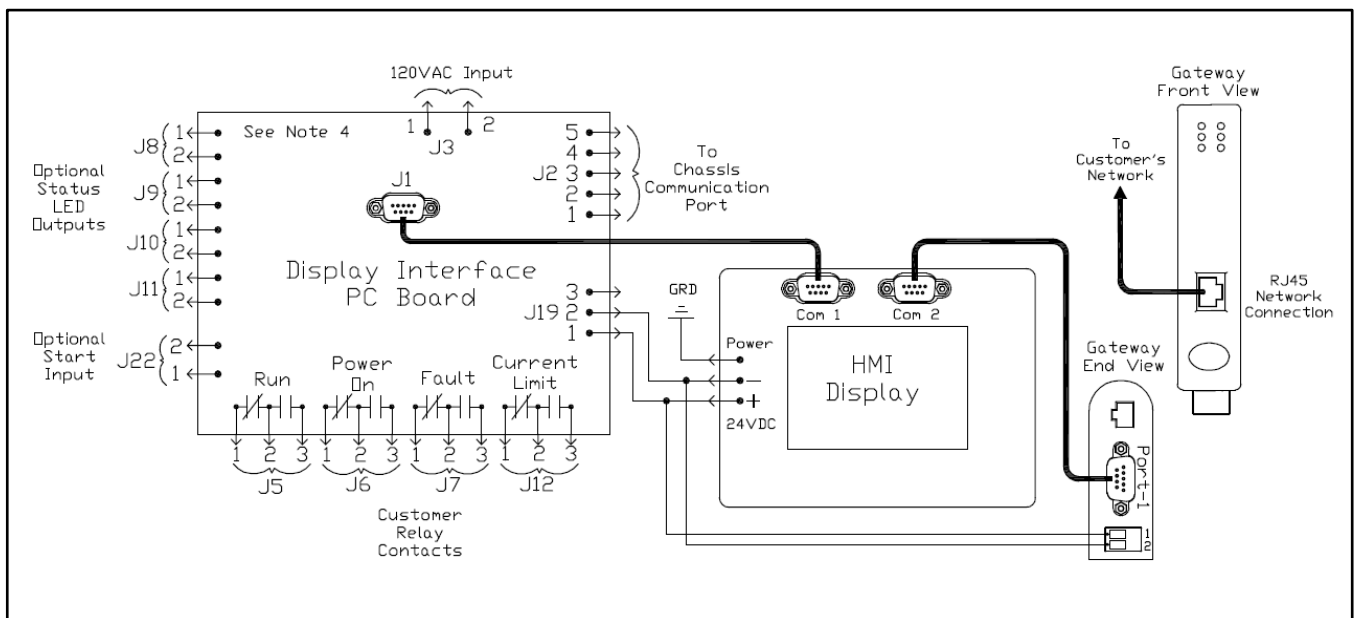 120VAC Input
1 2
J3
See Note 4
J8
1
2
J9
1
2
J10
1
2
J11
1
2
Optional
Status
LED
Outputs
Optional
Start
Input
J22
2
1
J1
Display Interface
PC Board
5
4
J2 3
2
1
To
Chassis
Communication
Port
3
J19 2
1
Run
Power
On
Fault
Current
Limit
1 2 3
J5
1 2 3
J6
1 2 3
J7
1 2 3
J12
Customer
Relay
Contacts
GRD
Power
−
+
24VDC
Com 1
Com 2
HMI
Display
Gateway
Front View
To
Customer's
Network
RJ45
Network
Connection
Gateway
End View
Port-1
1
2